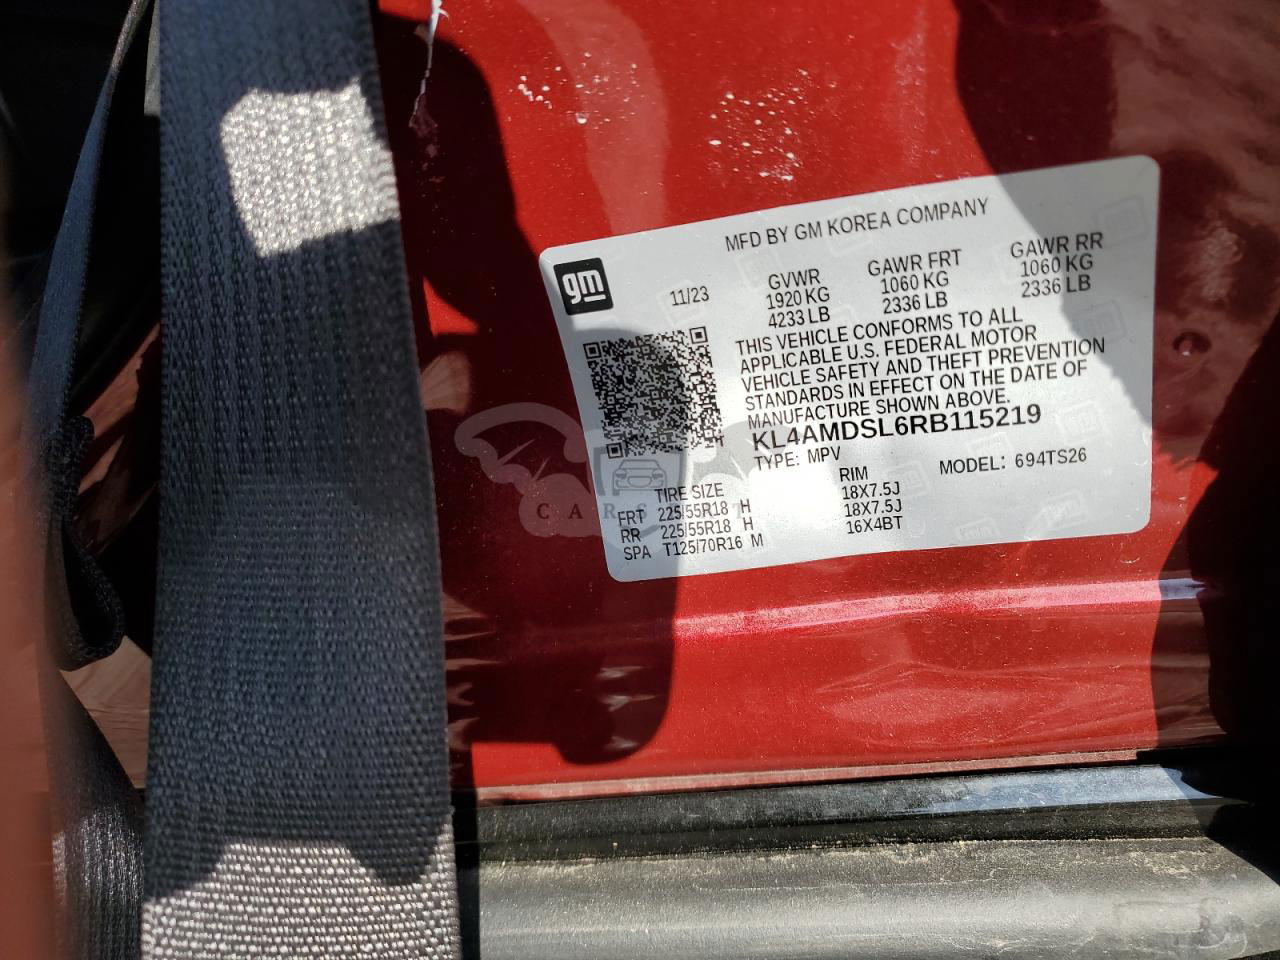 MFD BY GM KOREA COMPANY
gm
11/23
GVWR
1920 KG
4233 LB
GAWR FRT
1060 KG
2336 LB
GAWR RR
1060 KG
2336 LB
THIS VEHICLE CONFORMS TO ALL
APPLICABLE U.S. FEDERAL MOTOR
VEHICLE SAFETY AND THEFT PREVENTION
STANDARDS IN EFFECT ON THE DATE OF
MANUFACTURE SHOWN ABOVE.
KL4AMDSL6RB115219
TYPE: MPV
MODEL: 694TS26
TIRE SIZE RIM
FRT 225/55R18 H 18X7.5J
RR 225/55R18 H 18X7.5J
SPA T125/70R16 M 16X4BT